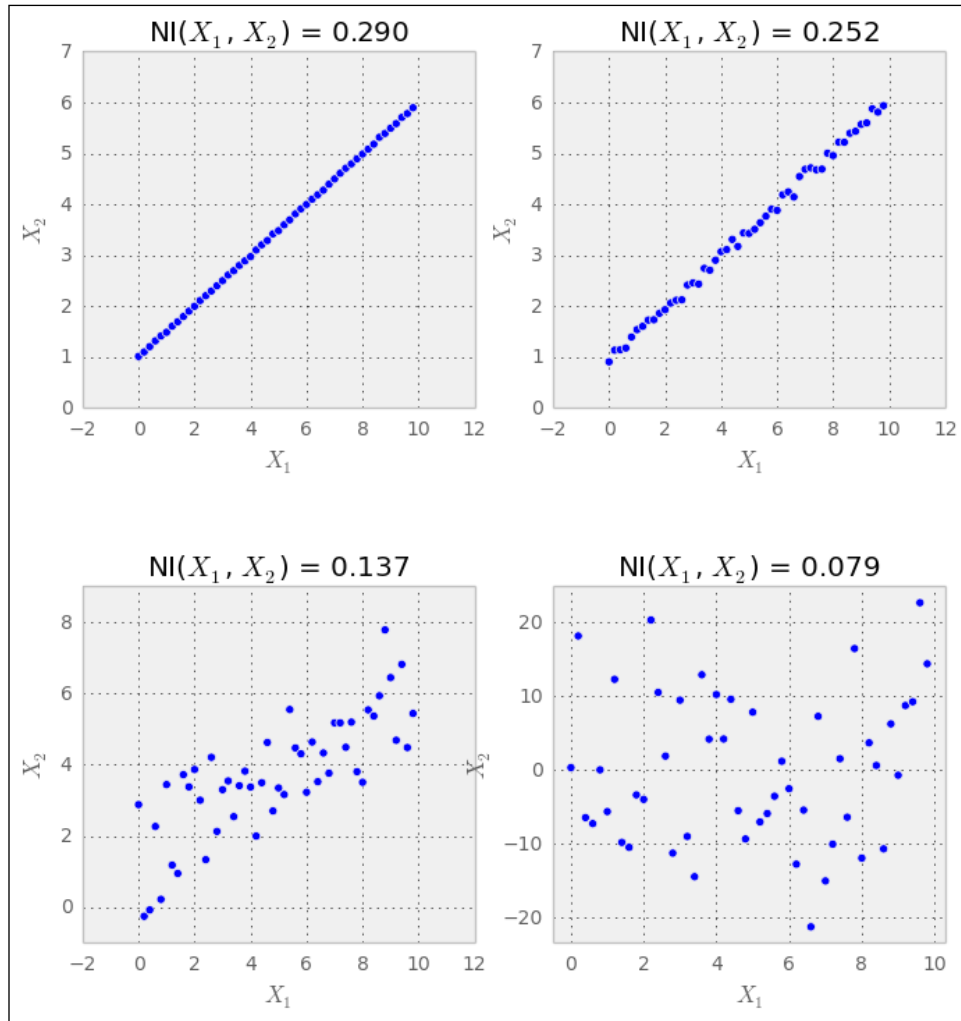 NI(X₁, X₂) = 0.290
7
6
5
4
3
2
1
0
X₂
−2 0 2 4 6 8 10 12
X₁
NI(X₁, X₂) = 0.252
7
6
5
4
3
2
1
0
X₂
−2 0 2 4 6 8 10 12
X₁
NI(X₁, X₂) = 0.137
8
6
4
2
0
X₂
−2 0 2 4 6 8 10 12
X₁
NI(X₁, X₂) = 0.079
20
10
0
−10
−20
X₂
0 2 4 6 8 10
X₁